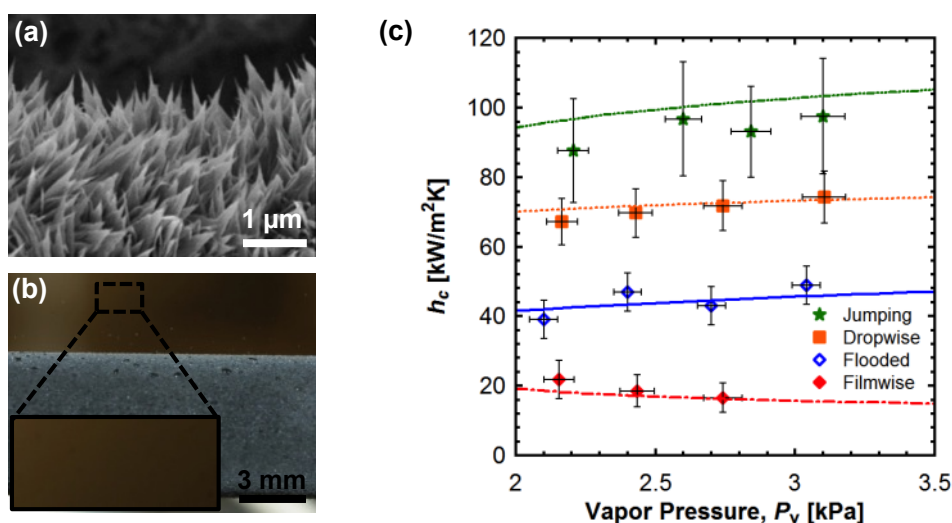 (a)
1 µm
(b)
3 mm
(c)
120
100
80
60
40
20
0
h_c [kW/m²K]
Jumping
Dropwise
Flooded
Filmwise
2
2.5
3
3.5
Vapor Pressure, P_v [kPa]